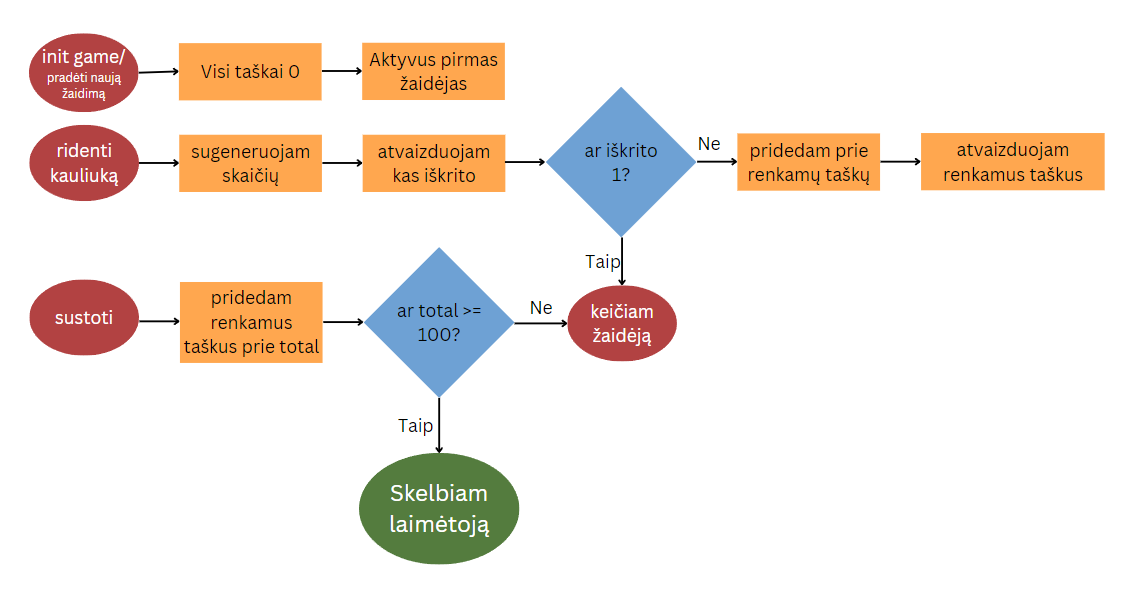 init game/
pradėti naują
žaidimą
Visi taškai 0
Aktyvus pirmas
žaidėjas
ridenti
kauliuką
sugeneruojam
skaičių
atvaizduojam
kas iškrito
ar iškrito
1?
Ne
pridedam prie
renkamų taškų
atvaizduojam
renkamus taškus
Taip
sustoti
pridedam
renkamus
taškus prie total
ar total >=
100?
Ne
keičiam
žaidėją
Taip
Skelbiam
laimėtoją